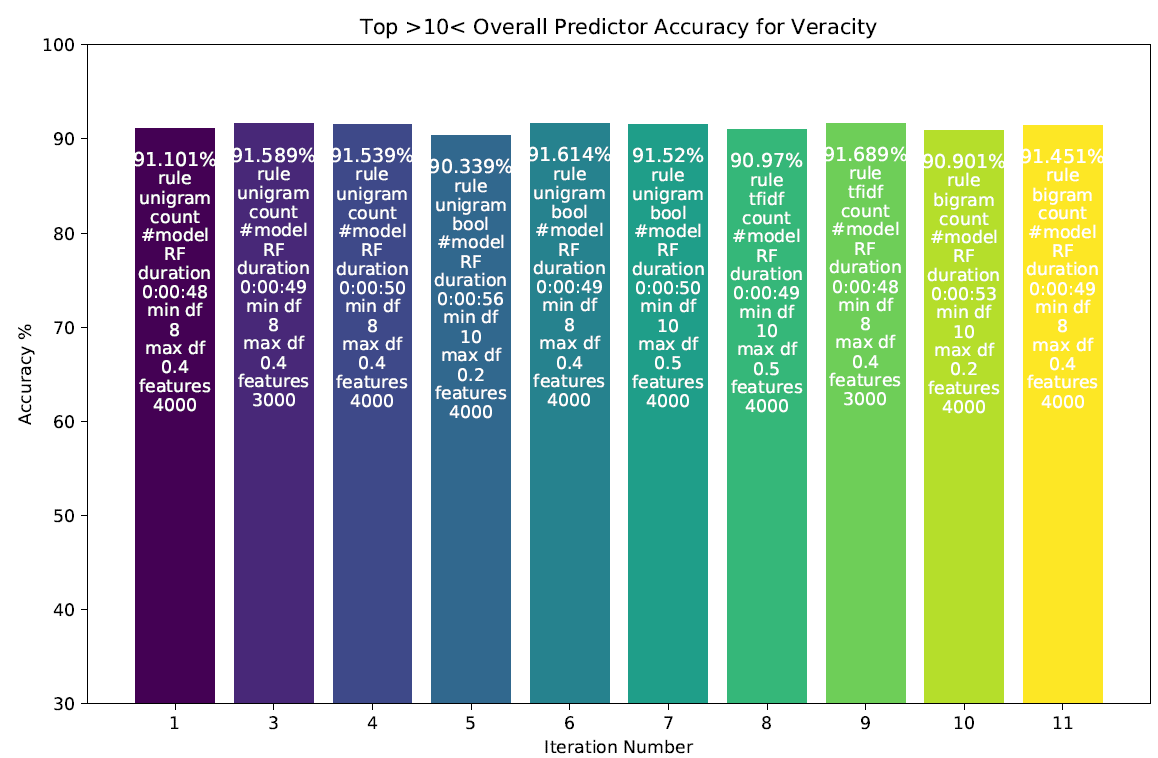 Top >10< Overall Predictor Accuracy for Veracity
Accuracy %
100
90
80
70
60
50
40
30
91.101%
rule
unigram
count
#model
RF
duration
0:00:48
min df
8
max df
0.4
features
4000
91.589%
rule
unigram
count
#model
RF
duration
0:00:49
min df
8
max df
0.4
features
3000
91.539%
rule
unigram
count
#model
RF
duration
0:00:50
min df
8
max df
0.4
features
4000
90.339%
rule
unigram
bool
#model
RF
duration
0:00:56
min df
10
max df
0.2
features
4000
91.614%
rule
unigram
bool
#model
RF
duration
0:00:49
min df
8
max df
0.4
features
4000
91.52%
rule
unigram
bool
#model
RF
duration
0:00:50
min df
10
max df
0.5
features
4000
90.97%
rule
tfidf
count
#model
RF
duration
0:00:49
min df
10
max df
0.5
features
4000
91.689%
rule
tfidf
count
#model
RF
duration
0:00:48
min df
8
max df
0.4
features
3000
90.901%
rule
bigram
count
#model
RF
duration
0:00:53
min df
10
max df
0.2
features
4000
91.451%
rule
bigram
count
#model
RF
duration
0:00:49
min df
8
max df
0.4
features
4000
1 3 4 5 6 7 8 9 10 11
Iteration Number